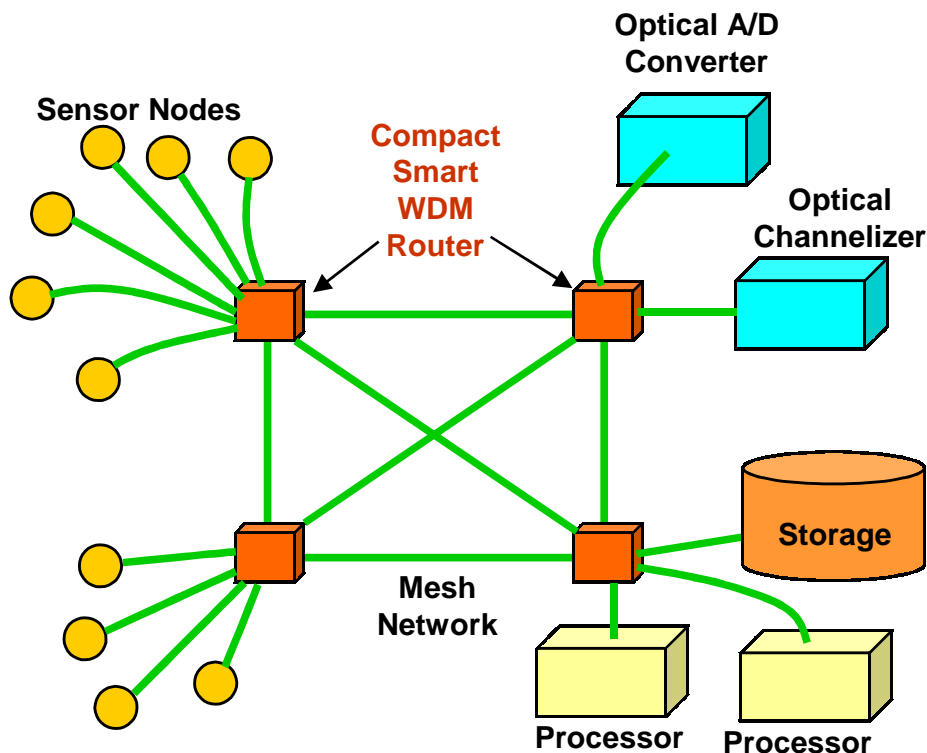 Optical A/D
Converter
Sensor Nodes
Compact
Smart
WDM
Router
Optical
Channelizer
Storage
Mesh
Network
Processor
Processor